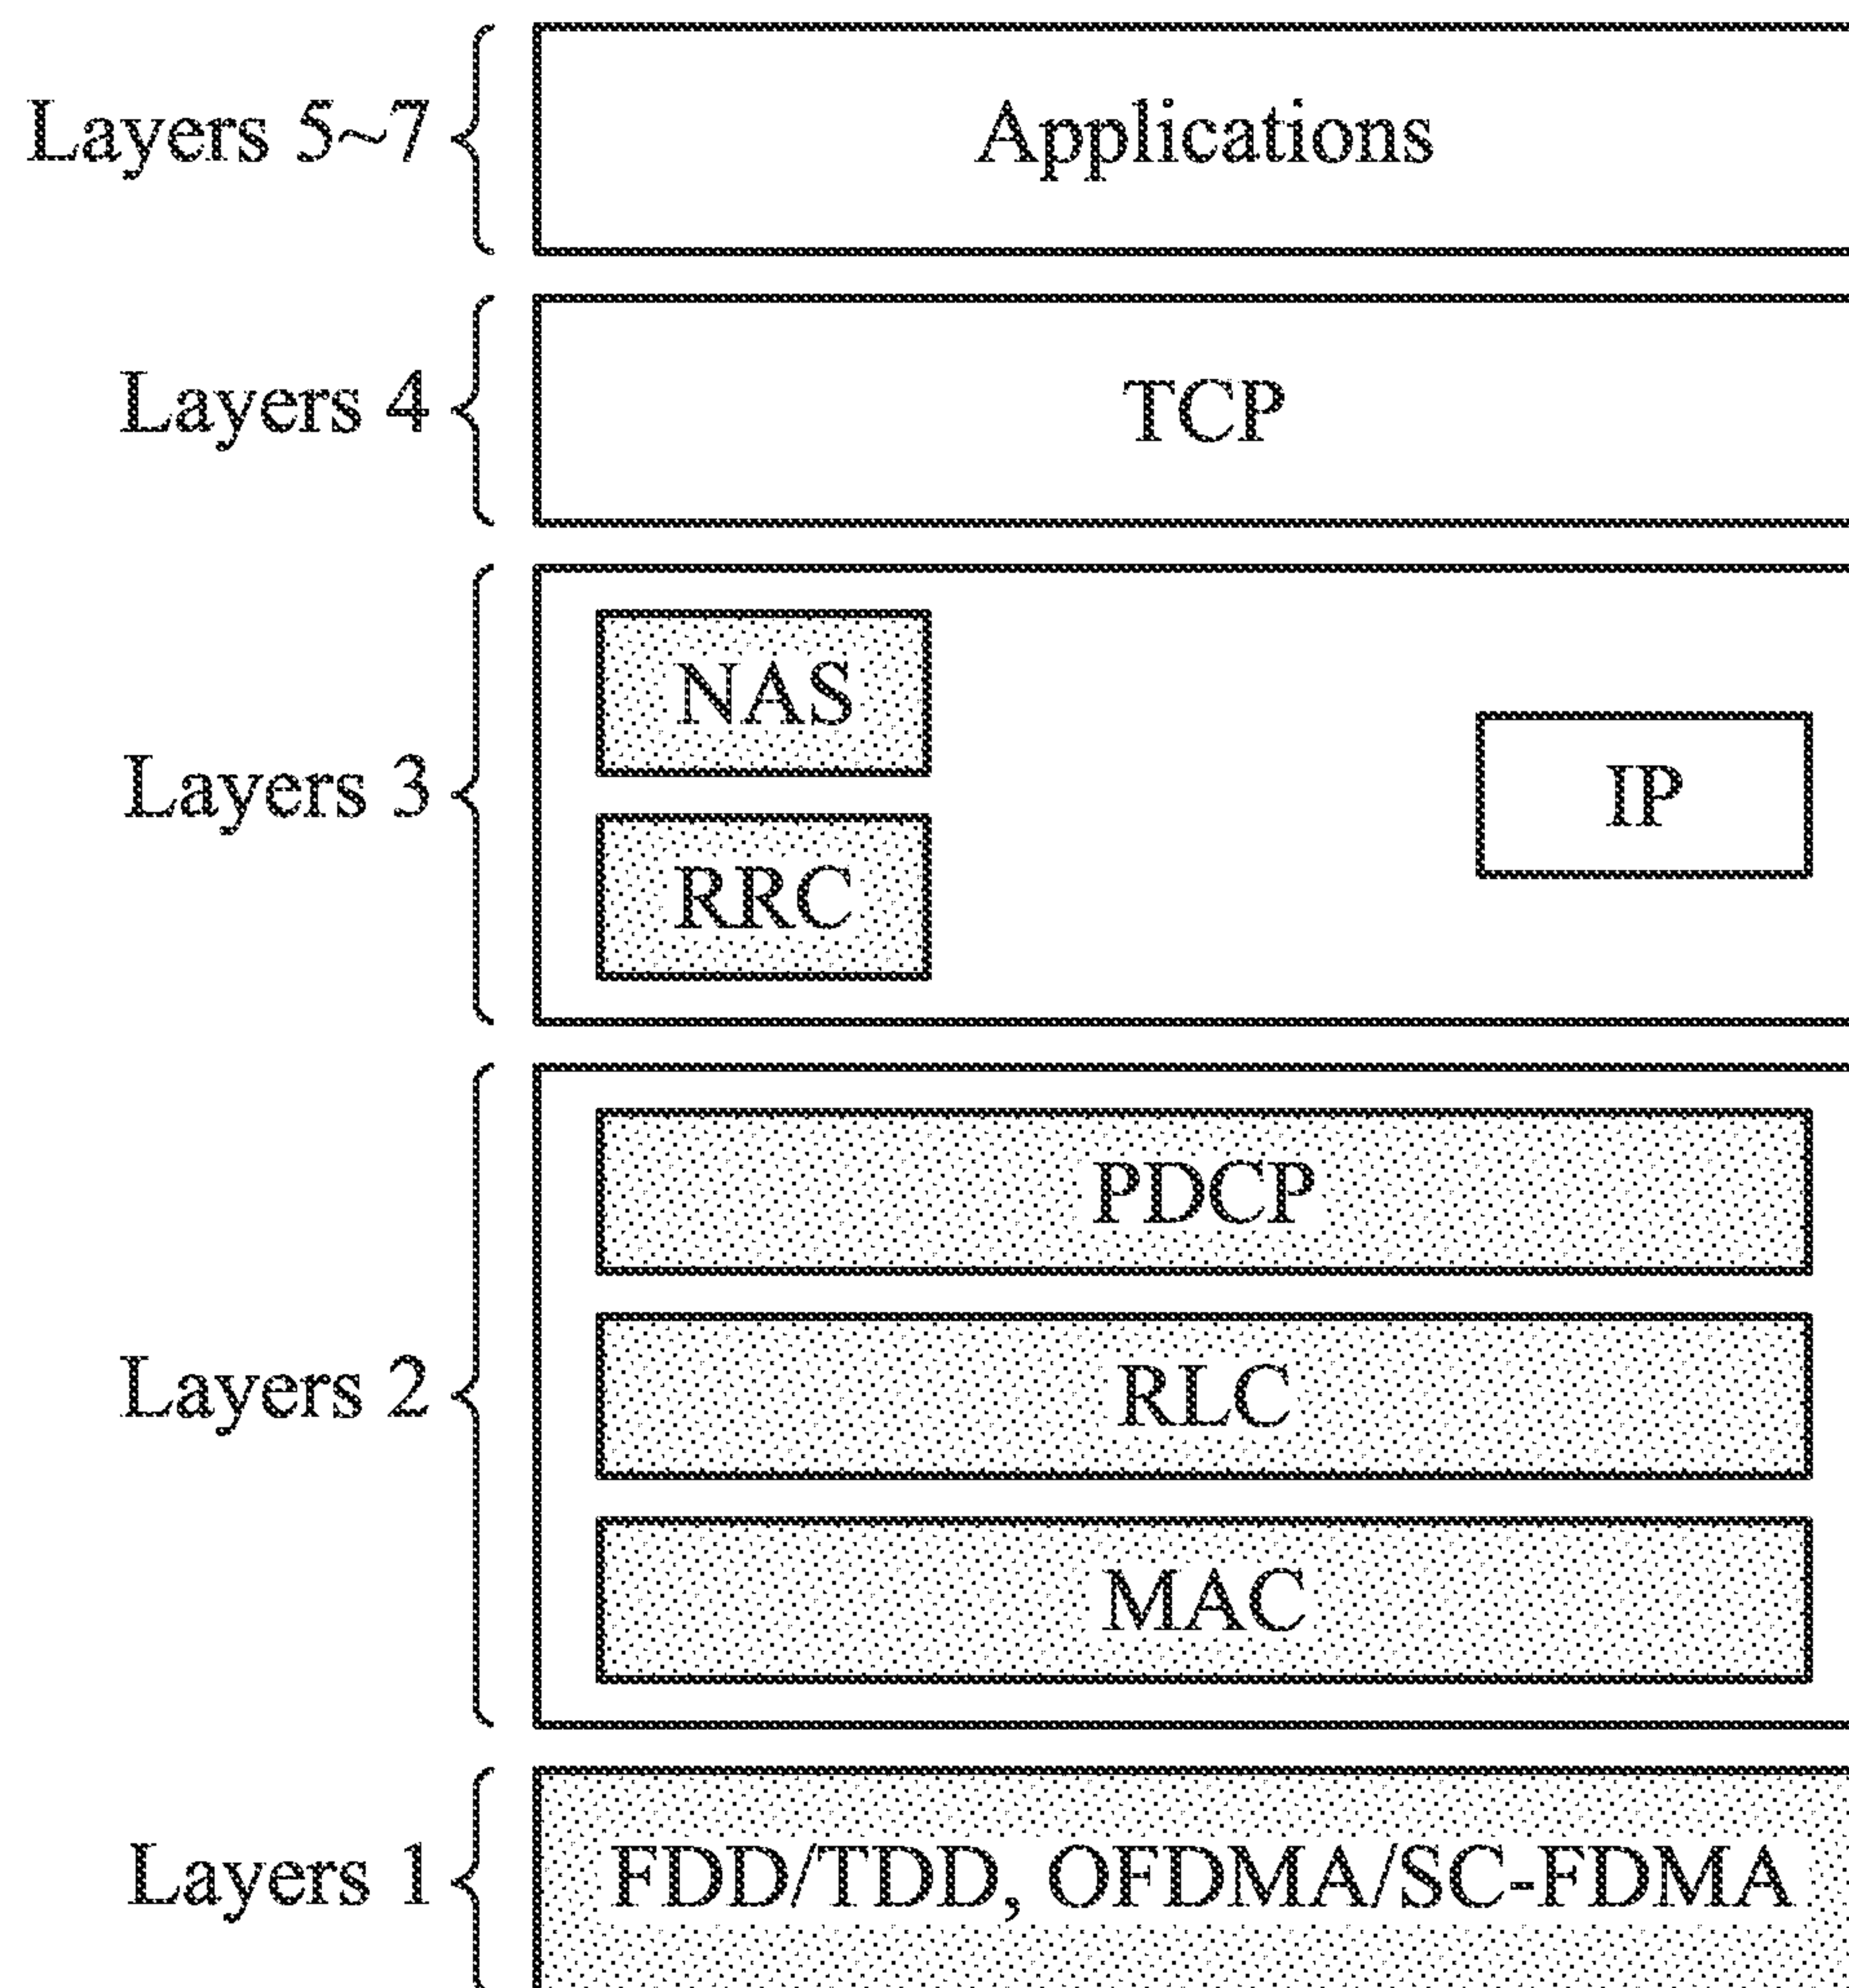 Layers 5~7
Applications
Layers 4
TCP
Layers 3
NAS
IP
RRC
Layers 2
PDCP
RLC
MAC
Layers 1
FDD/TDD, OFDMA/SC-FDMA